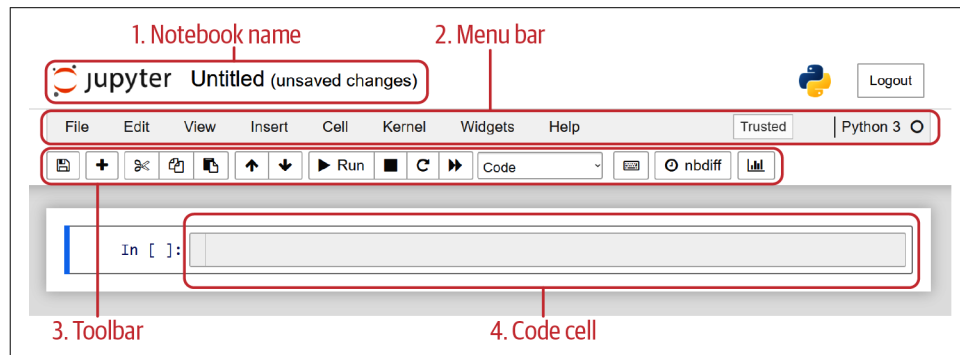 1. Notebook name
2. Menu bar
jupyter Untitled (unsaved changes)
Logout
File Edit View Insert Cell Kernel Widgets Help Trusted Python 3
Run Code nbdiff
In [ ]:
3. Toolbar
4. Code cell